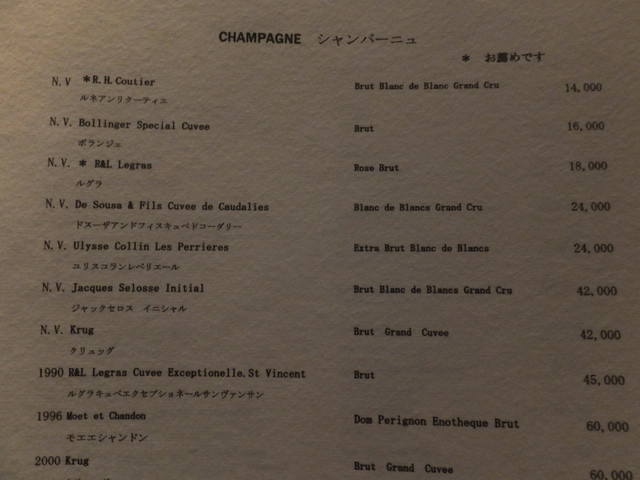 CHAMPAGNE シャンパーニュ
* お薦めです
N.V *R.H.Coutier Brut Blanc de Blanc Grand Cru 14,000
ルネアンリクーティエ
N.V. Bollinger Special Cuvee Brut 16,000
ボランジェ
N.V. * R&L Legras Rose Brut 18,000
ルグラ
N.V. De Sousa & Fils Cuvee de Caudalies Blanc de Blancs Grand Cru 24,000
ドスーザアンドフィスキュベドコーダリー
N.V. Ulysse Collin Les Perrieres Extra Brut Blanc de Blancs 24,000
ユリスコランレペリエール
N.V. Jacques Selosse Initial Brut Blanc de Blancs Grand Cru 42,000
ジャックセロス イニシャル
N.V. Krug Brut Grand Cuvee 42,000
クリュッグ
1990 R&L Legras Cuvee Exceptionelle.St Vincent Brut 45,000
ルグラキュベエクセプショネールサンヴァンサン
1996 Moet et Chandon Dom Perignon Enotheque Brut 60,000
モエエシャンドン
2000 Krug Brut Grand Cuvee 60,000